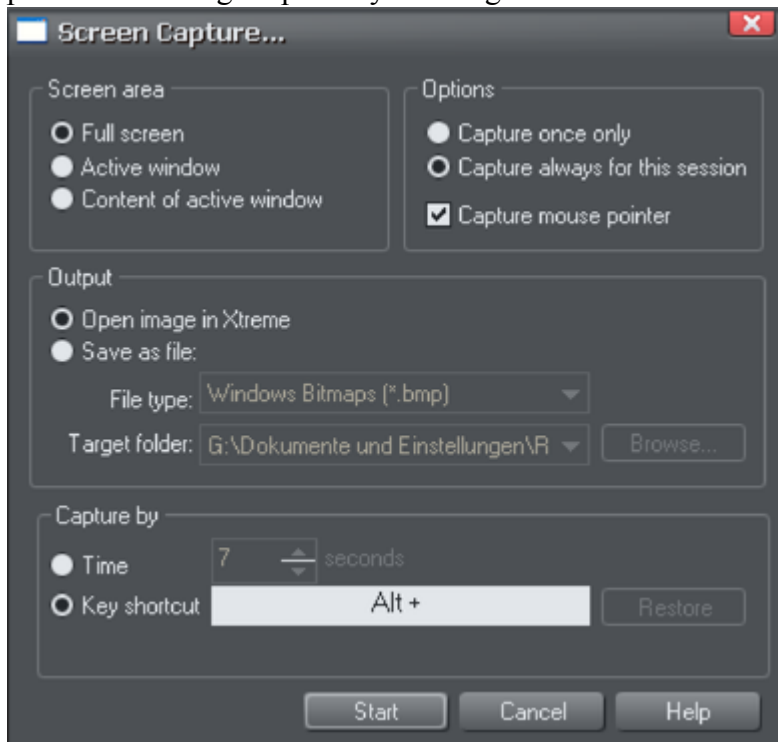 Screen Capture...
Screen area
Full screen
Active window
Content of active window
Options
Capture once only
Capture always for this session
Capture mouse pointer
Output
Open image in Xtreme
Save as file:
File type: Windows Bitmaps (*.bmp)
Target folder: G:\Dokumente und Einstellungen\R Browse...
Capture by
Time 7 seconds
Key shortcut Alt + Restore
Start Cancel Help